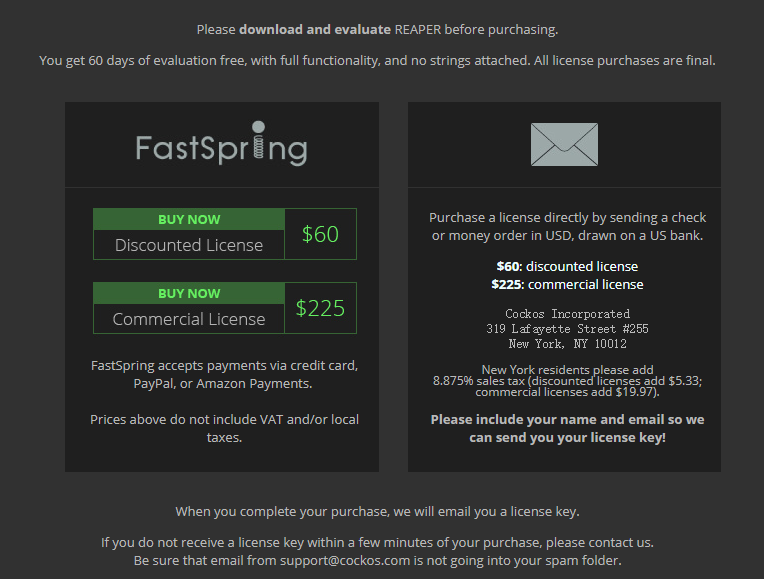 Please download and evaluate REAPER before purchasing.
You get 60 days of evaluation free, with full functionality, and no strings attached. All license purchases are final.
FastSpring
BUY NOW
Discounted License
$60
BUY NOW
Commercial License
$225
FastSpring accepts payments via credit card,
PayPal, or Amazon Payments.
Prices above do not include VAT and/or local
taxes.
Purchase a license directly by sending a check
or money order in USD, drawn on a US bank.
$60: discounted license
$225: commercial license
Cockos Incorporated
319 Lafayette Street #255
New York, NY 10012
New York residents please add
8.875% sales tax (discounted licenses add $5.33;
commercial licenses add $19.97).
Please include your name and email so we
can send you your license key!
When you complete your purchase, we will email you a license key.
If you do not receive a license key within a few minutes of your purchase, please contact us.
Be sure that email from support@cockos.com is not going into your spam folder.